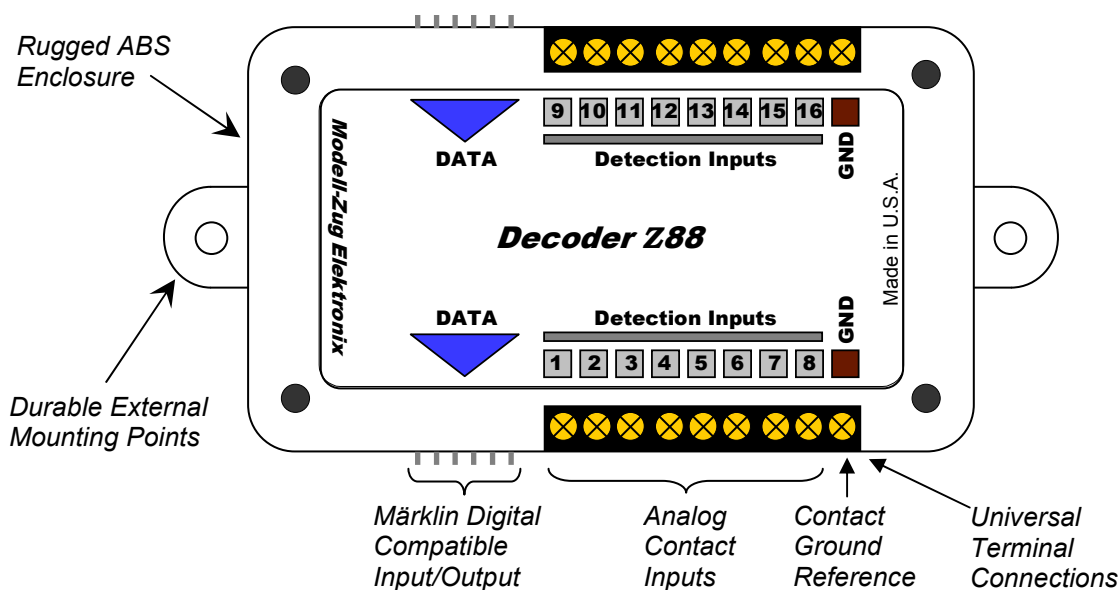 Rugged ABS
Enclosure
9 10 11 12 13 14 15 16
DATA
Detection Inputs
GND
Modell-Zug Elektronix
Decoder Z88
Made in U.S.A.
DATA
Detection Inputs
GND
1 2 3 4 5 6 7 8
Durable External
Mounting Points
Märklin Digital
Compatible
Input/Output
Analog
Contact
Inputs
Contact
Ground
Reference
Universal
Terminal
Connections